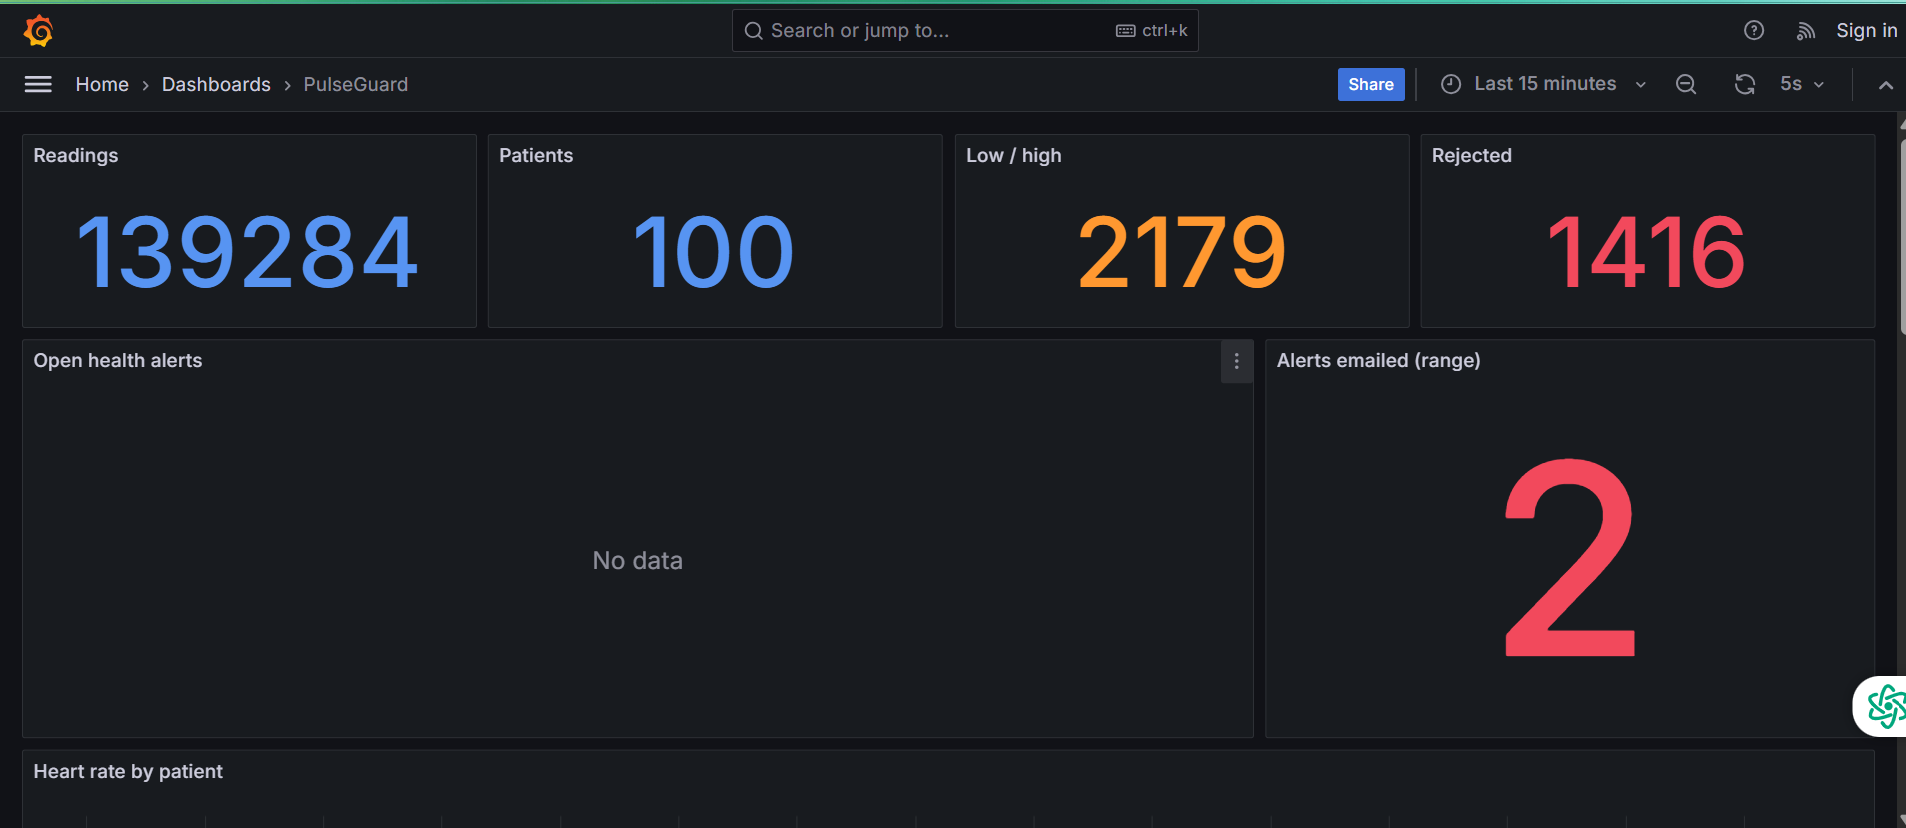 Search or jump to...
ctrl+k
Sign in
Home › Dashboards › PulseGuard
Share
Last 15 minutes
5s
Readings
139284
Patients
100
Low / high
2179
Rejected
1416
Open health alerts
No data
Alerts emailed (range)
2
Heart rate by patient